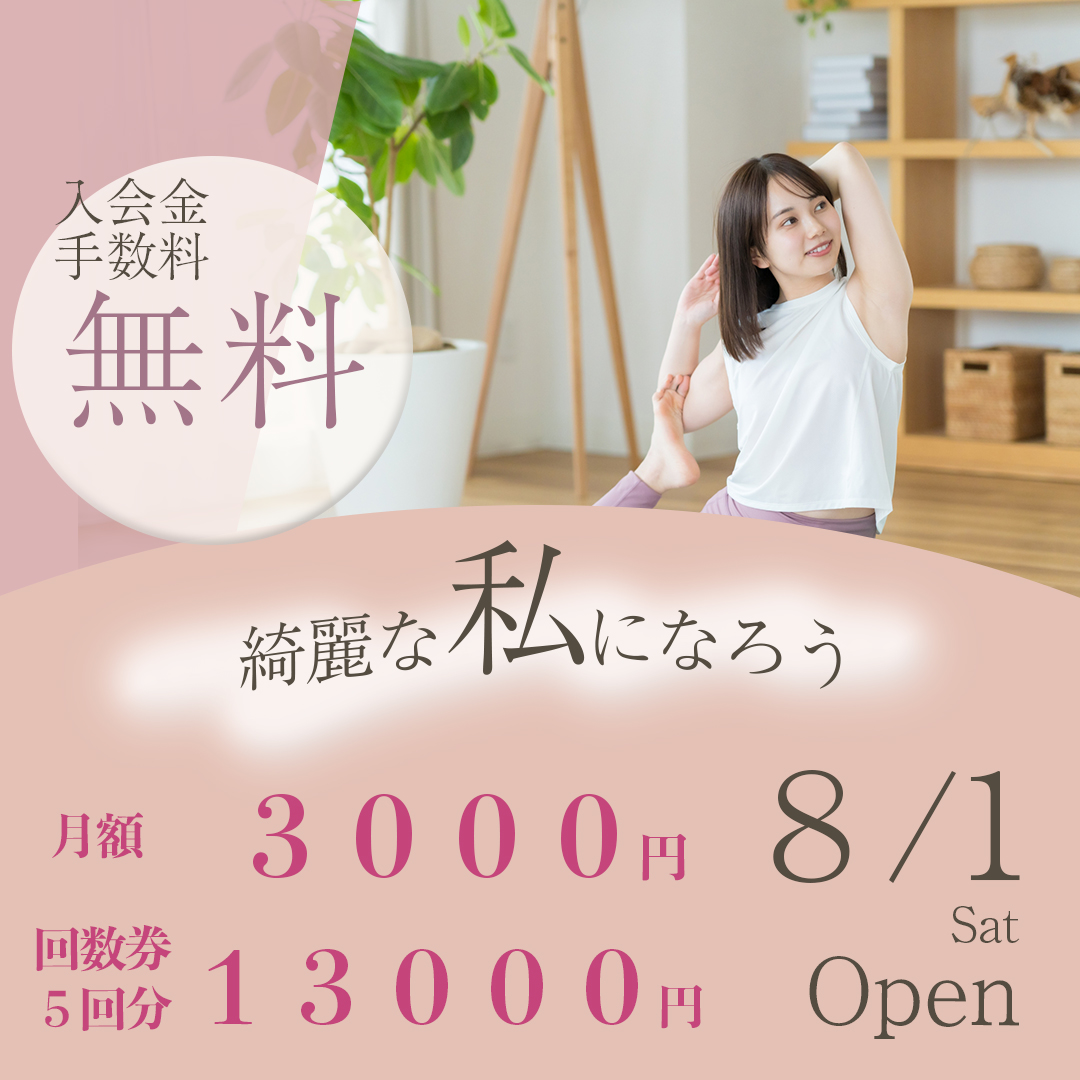 入会金
手数料
無料
綺麗な私になろう
月額 3000円
回数券
5回分 13000円
8/1
Sat
Open